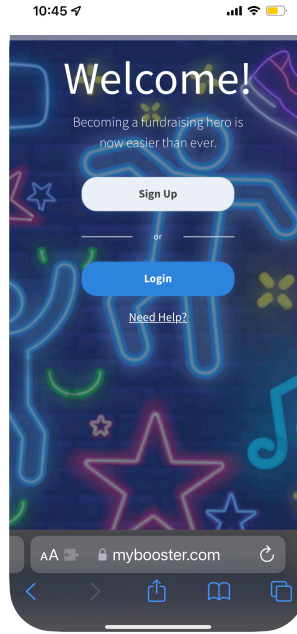 10:45
Welcome!
Becoming a fundraising hero is
now easier than ever.
Sign Up
or
Login
Need Help?
AA mybooster.com